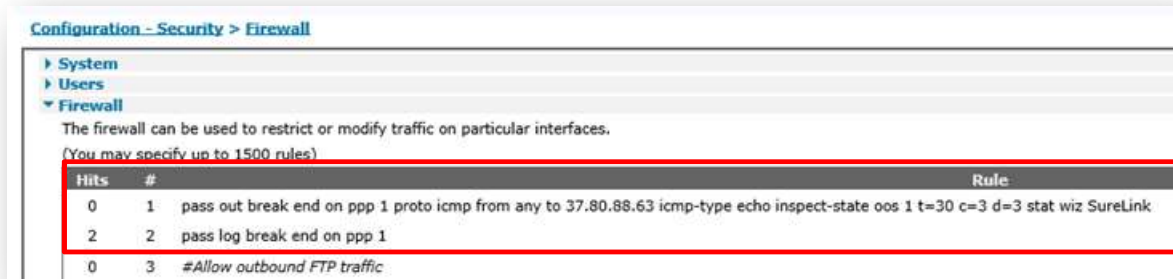 Configuration - Security > Firewall
System
Users
Firewall
The firewall can be used to restrict or modify traffic on particular interfaces.
(You may specify up to 1500 rules)
Hits # Rule
0 1 pass out break end on ppp 1 proto icmp from any to 37.80.88.63 icmp-type echo inspect-state oos 1 t=30 c=3 d=3 stat wiz SureLink
2 2 pass log break end on ppp 1
0 3 #Allow outbound FTP traffic